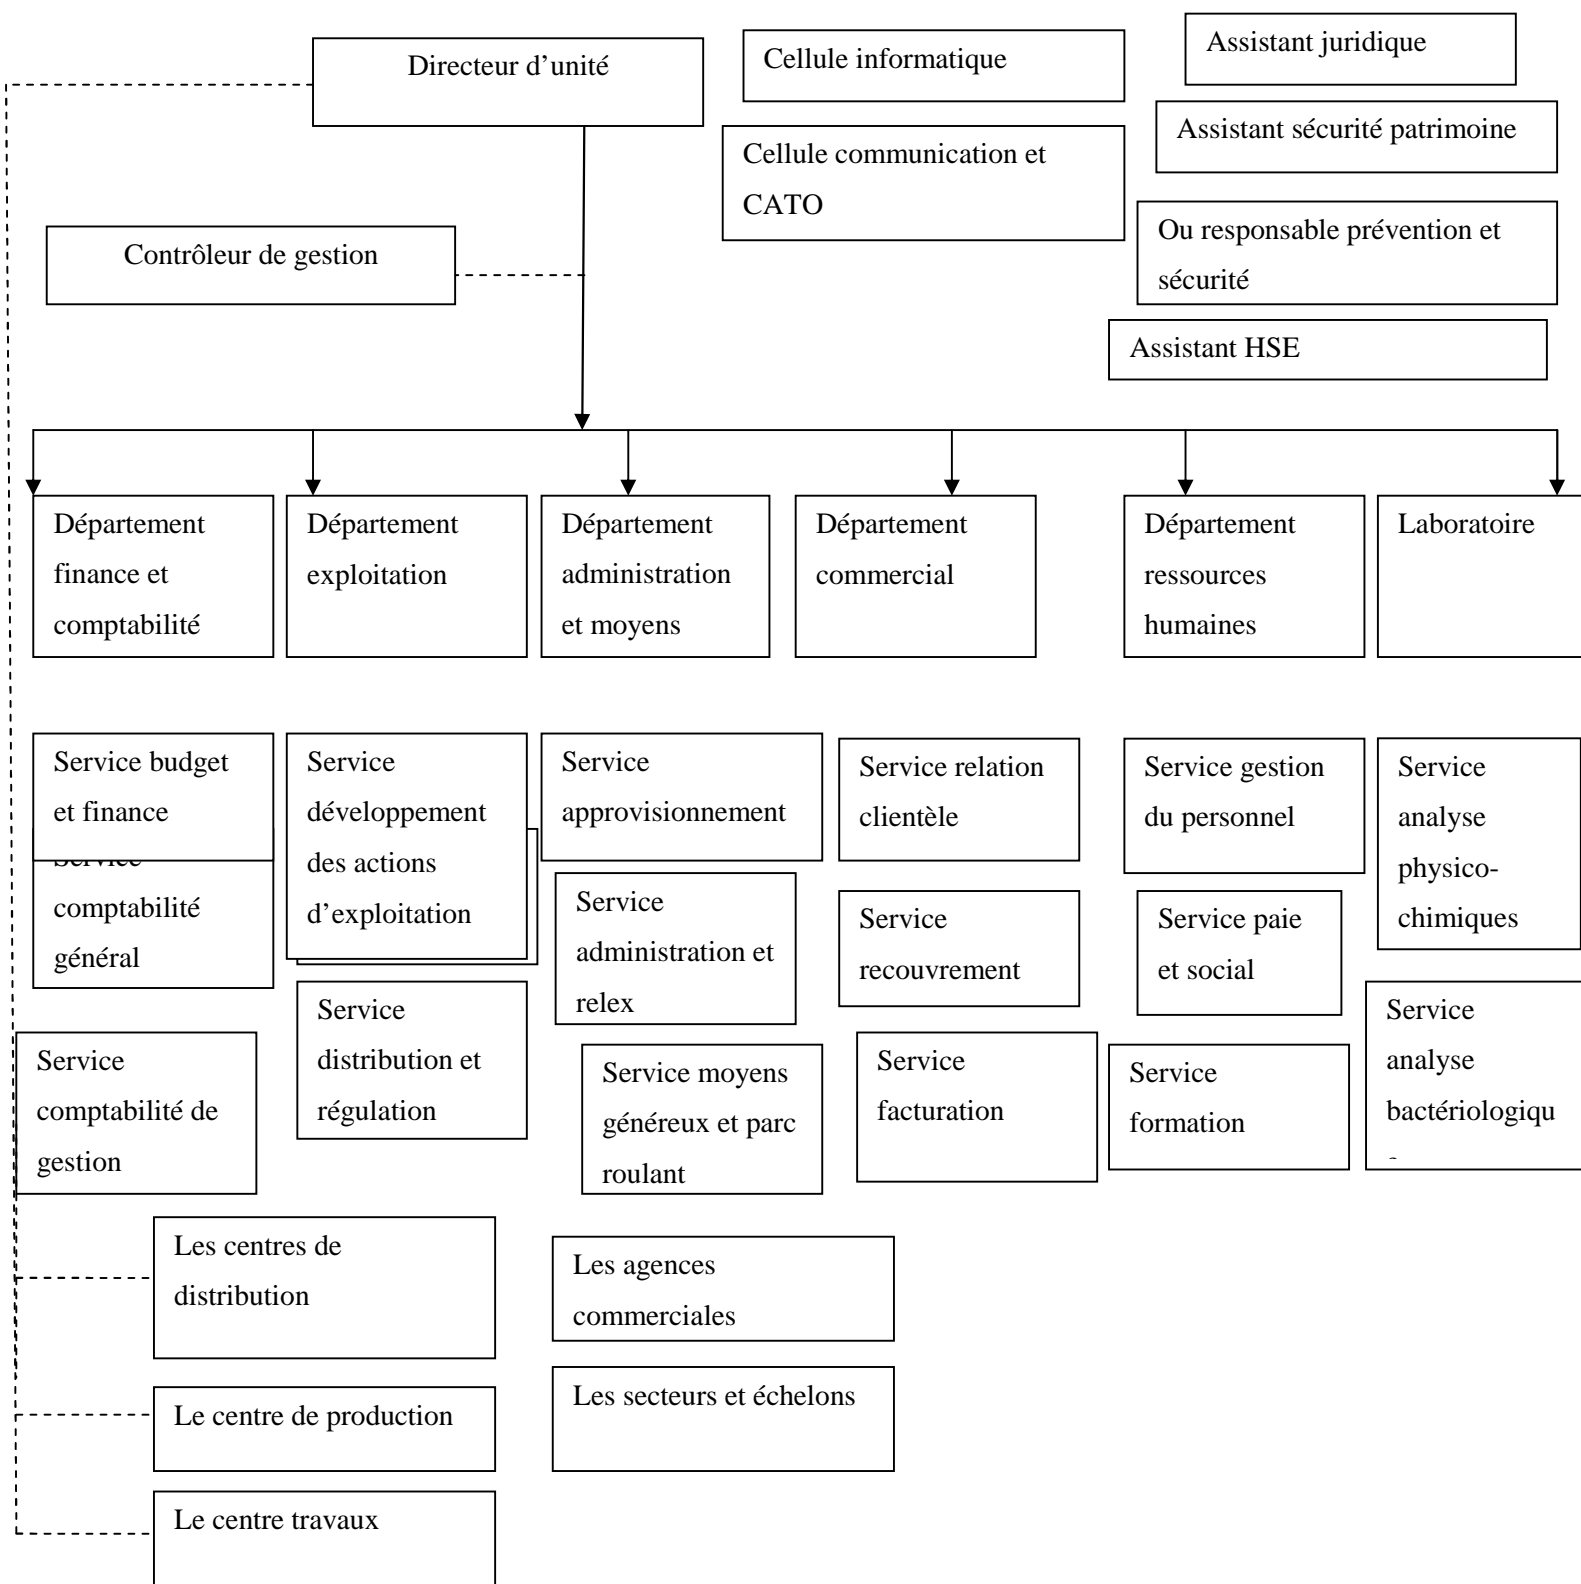 Directeur d’unité
Cellule informatique
Assistant juridique
Assistant sécurité patrimoine
Cellule communication et
CATO
Ou responsable prévention et
sécurité
Contrôleur de gestion
Assistant HSE
Département
finance et
comptabilité
Département
exploitation
Département
administration
et moyens
Département
commercial
Département
ressources
humaines
Laboratoire
Service budget
et finance
Service
développement
des actions
d’exploitation
Service
approvisionnement
Service relation
clientèle
Service gestion
du personnel
Service
analyse
physico-
chimiques
Service
comptabilité
général
Service
administration et
relex
Service
recouvrement
Service paie
et social
Service
distribution et
régulation
Service
analyse
bactériologiqu
Service
comptabilité de
gestion
Service moyens
généreux et parc
roulant
Service
facturation
Service
formation
Les centres de
distribution
Les agences
commerciales
Le centre de production
Les secteurs et échelons
Le centre travaux